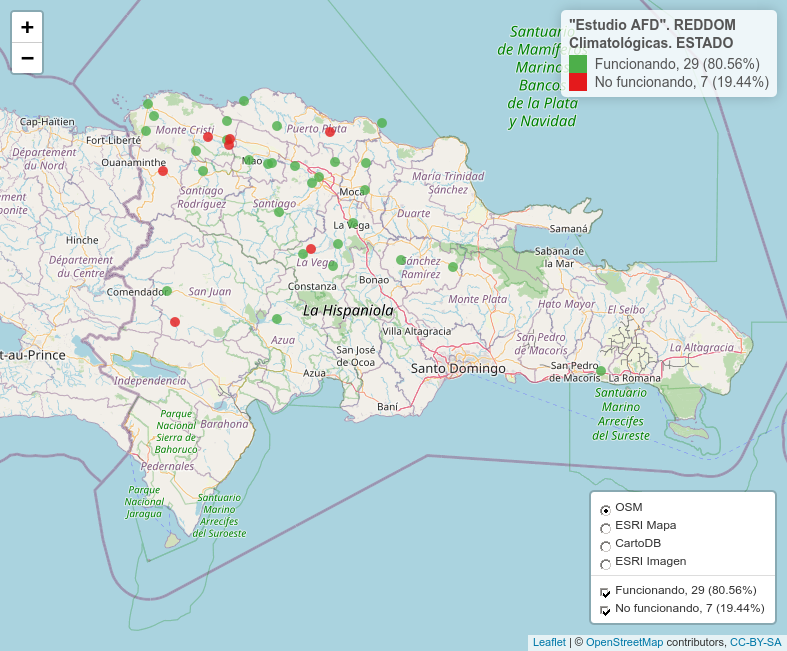 +
−
"Estudio AFD". REDDOM
Climatológicas. ESTADO
Funcionando, 29 (80.56%)
No funcionando, 7 (19.44%)
Santuario
de Mamíferos
Marinos
Bancos
de la Plata
y Navidad
Cap-Haïtien
Fort-Liberté
Monte Cristi
Puerto Plata
Département
du Nord
Ouanaminthe
Mao
María Trinidad
Sánchez
Santiago
Rodríguez
Moca
Santiago
Duarte
La Vega
Samaná
Hinche
Département
du Centre
La Vega
Sánchez
Ramírez
Sabana de
la Mar
Comendador
San Juan
Constanza
Bonao
Monte Plata
Hato Mayor
El Seibo
La Hispaniola
Villa Altagracia
Azua
San José
de Ocoa
San Pedro
de Macorís
La Altagracia
t-au-Prince
Independencia
Azua
Santo Domingo
San Pedro
de Macorís
La Romana
Baní
Parque
Nacional
Sierra de
Bahoruco
Barahona
Santuario
Marino
Arrecifes
del Sureste
Pedernales
Parque
Nacional
Jaragua
Santuario
Marino
Arrecifes
del Suroeste
OSM
ESRI Mapa
CartoDB
ESRI Imagen
Funcionando, 29 (80.56%)
No funcionando, 7 (19.44%)
Leaflet | © OpenStreetMap contributors, CC-BY-SA